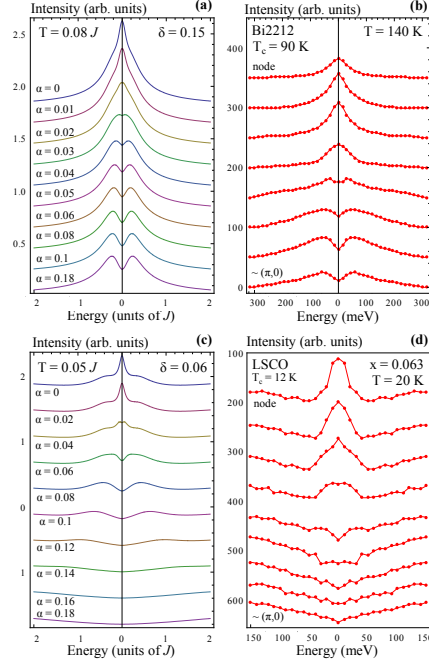 Intensity (arb. units)
(a)
T = 0.08 J
δ = 0.15
2.5
α = 0
α = 0.01
α = 0.02
α = 0.03
α = 0.04
α = 0.05
α = 0.06
α = 0.08
α = 0.1
α = 0.18
1.5
0.5
2 1 0 1 2
Energy (units of J)
Intensity (arb. units)
(b)
Bi2212
T = 140 K
Tc = 90 K
node
400
300
200
100
0
~ (π,0)
300 200 100 0 100 200 300
Energy (meV)
Intensity (arb. units)
(c)
T = 0.05 J
δ = 0.06
2
α = 0
α = 0.02
α = 0.04
α = 0.06
α = 0.08
α = 0.1
α = 0.12
α = 0.14
α = 0.16
α = 0.18
1
0
1
2 1 0 1 2
Energy (units of J)
Intensity (arb. units)
(d)
100
LSCO
x = 0.063
Tc = 12 K
T = 20 K
node
200
300
400
500
600
~ (π,0)
150 100 50 0 50 100 150
Energy (meV)